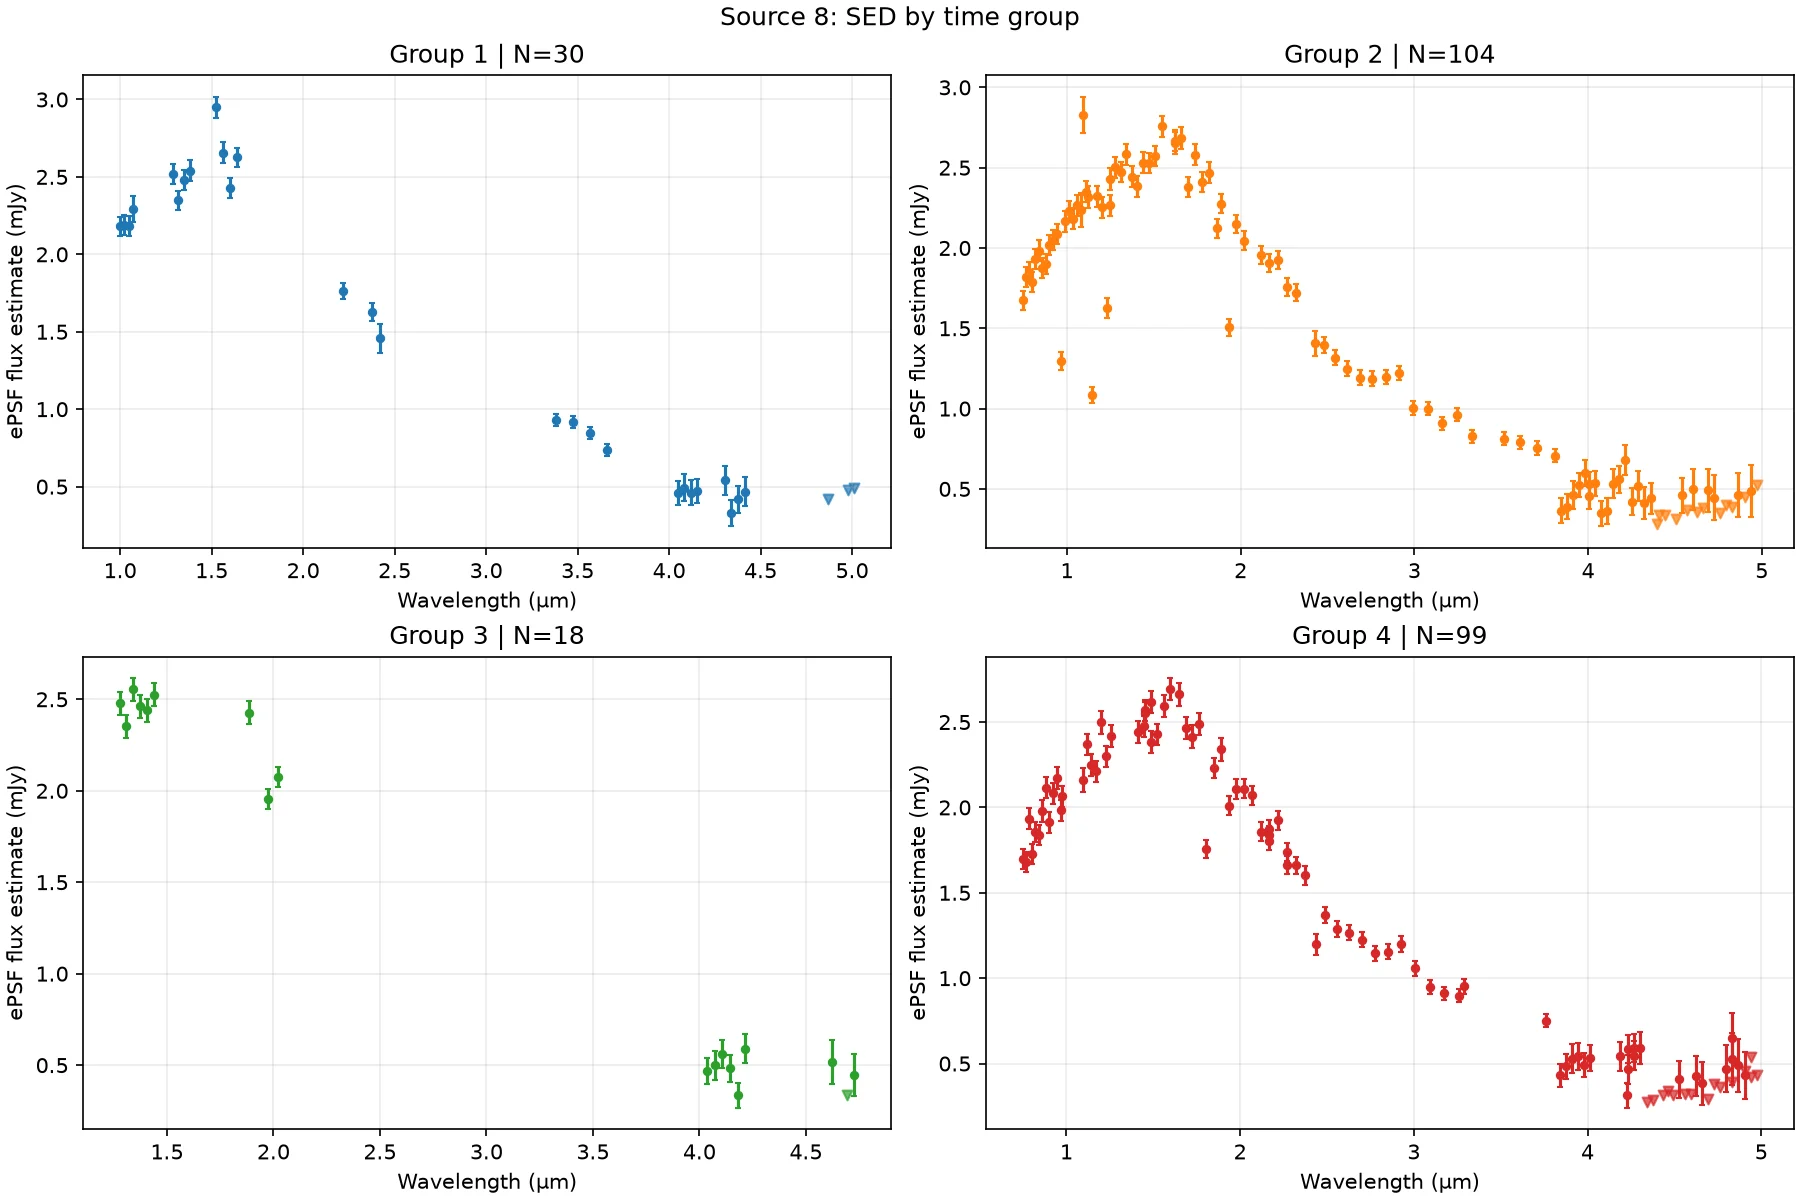 Source 8: SED by time group
Group 1 | N=30
3.0
2.5
2.0
1.5
1.0
0.5
ePSF flux estimate (mJy)
1.0 1.5 2.0 2.5 3.0 3.5 4.0 4.5 5.0
Wavelength (μm)
Group 2 | N=104
3.0
2.5
2.0
1.5
1.0
0.5
ePSF flux estimate (mJy)
1 2 3 4 5
Wavelength (μm)
Group 3 | N=18
2.5
2.0
1.5
1.0
0.5
ePSF flux estimate (mJy)
1.5 2.0 2.5 3.0 3.5 4.0 4.5
Wavelength (μm)
Group 4 | N=99
2.5
2.0
1.5
1.0
0.5
ePSF flux estimate (mJy)
1 2 3 4 5
Wavelength (μm)